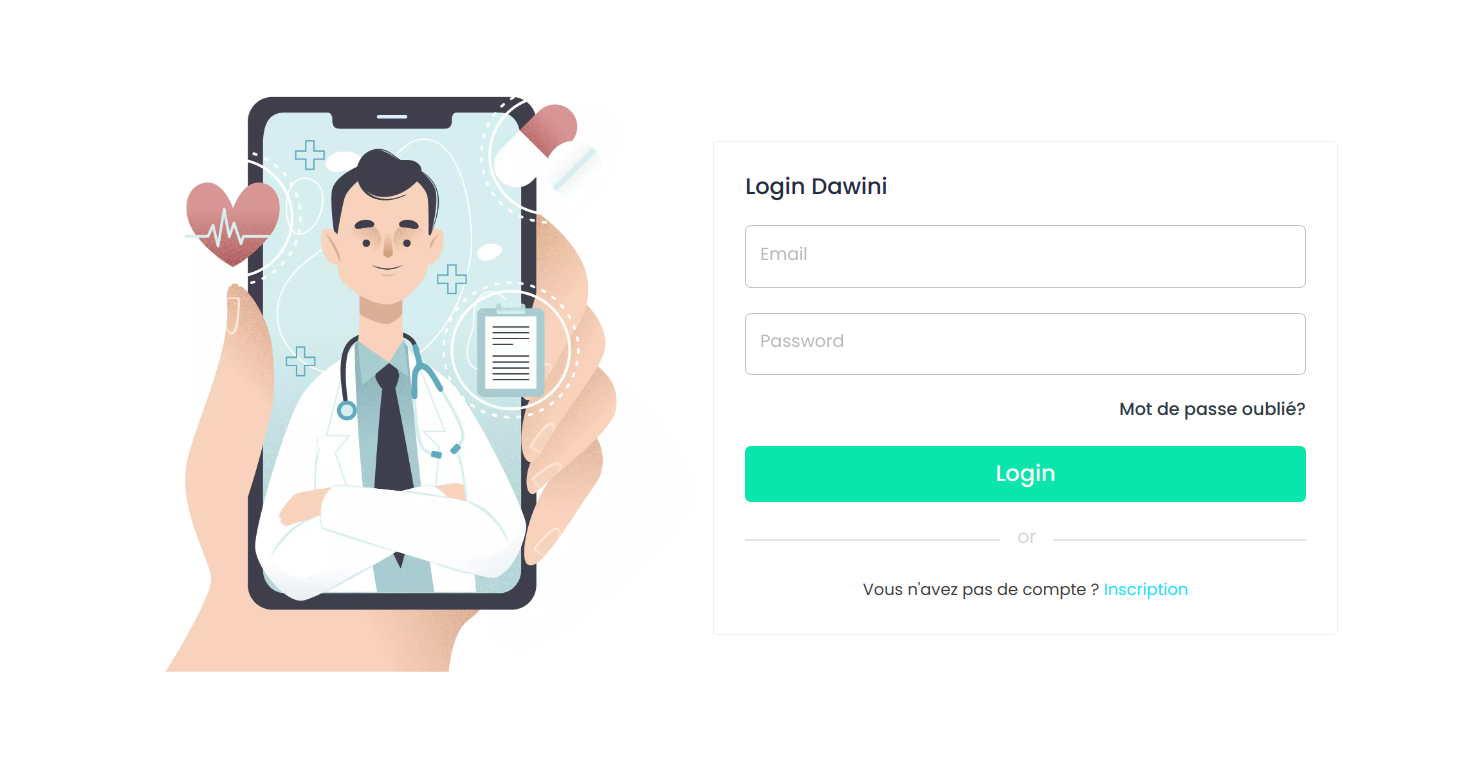 Login Dawini
Email
Password
Mot de passe oublié?
Login
or
Vous n'avez pas de compte ? Inscription